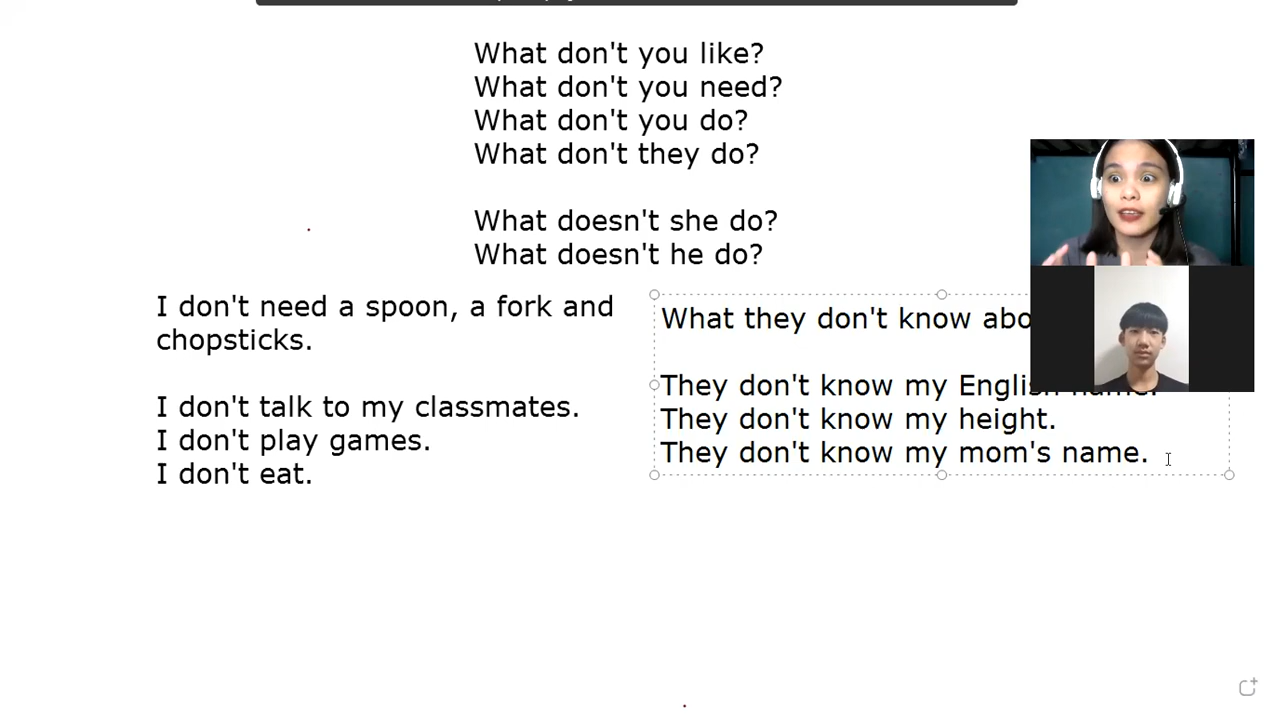 What don't you like?
What don't you need?
What don't you do?
What don't they do?
What doesn't she do?
What doesn't he do?
I don't need a spoon, a fork and
chopsticks.
I don't talk to my classmates.
I don't play games.
I don't eat.
What they don't know
They don't know my English name.
They don't know my height.
They don't know my mom's name.